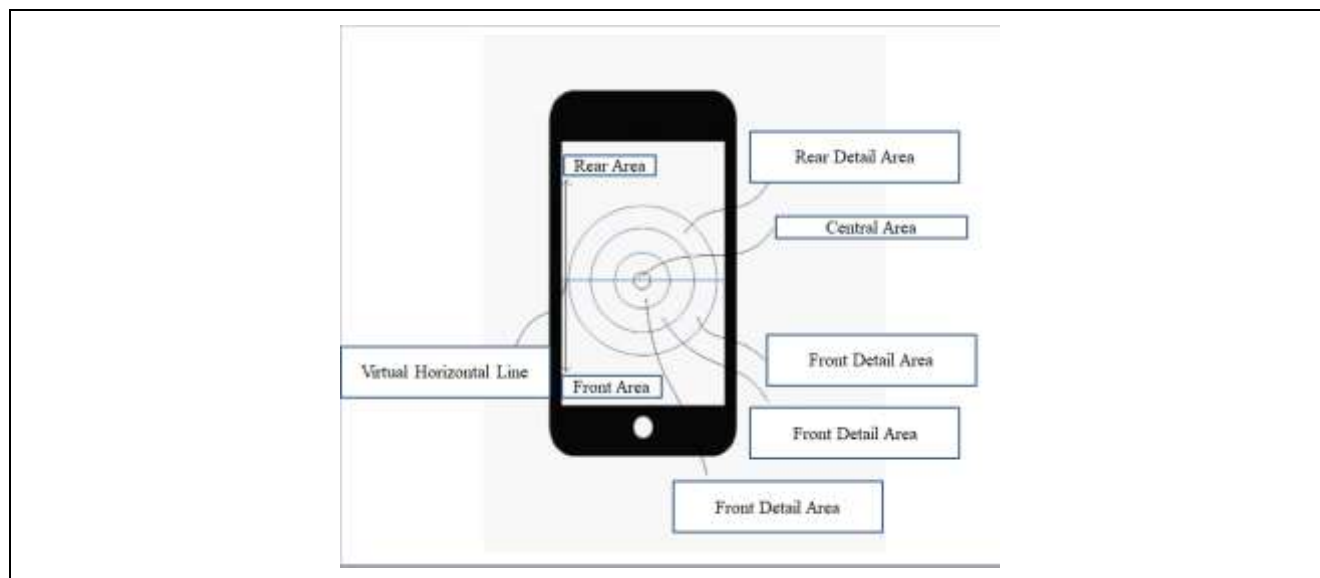 Rear Detail Area
Rear Area
Central Area
Virtual Horizontal Line
Front Detail Area
Front Area
Front Detail Area
Front Detail Area